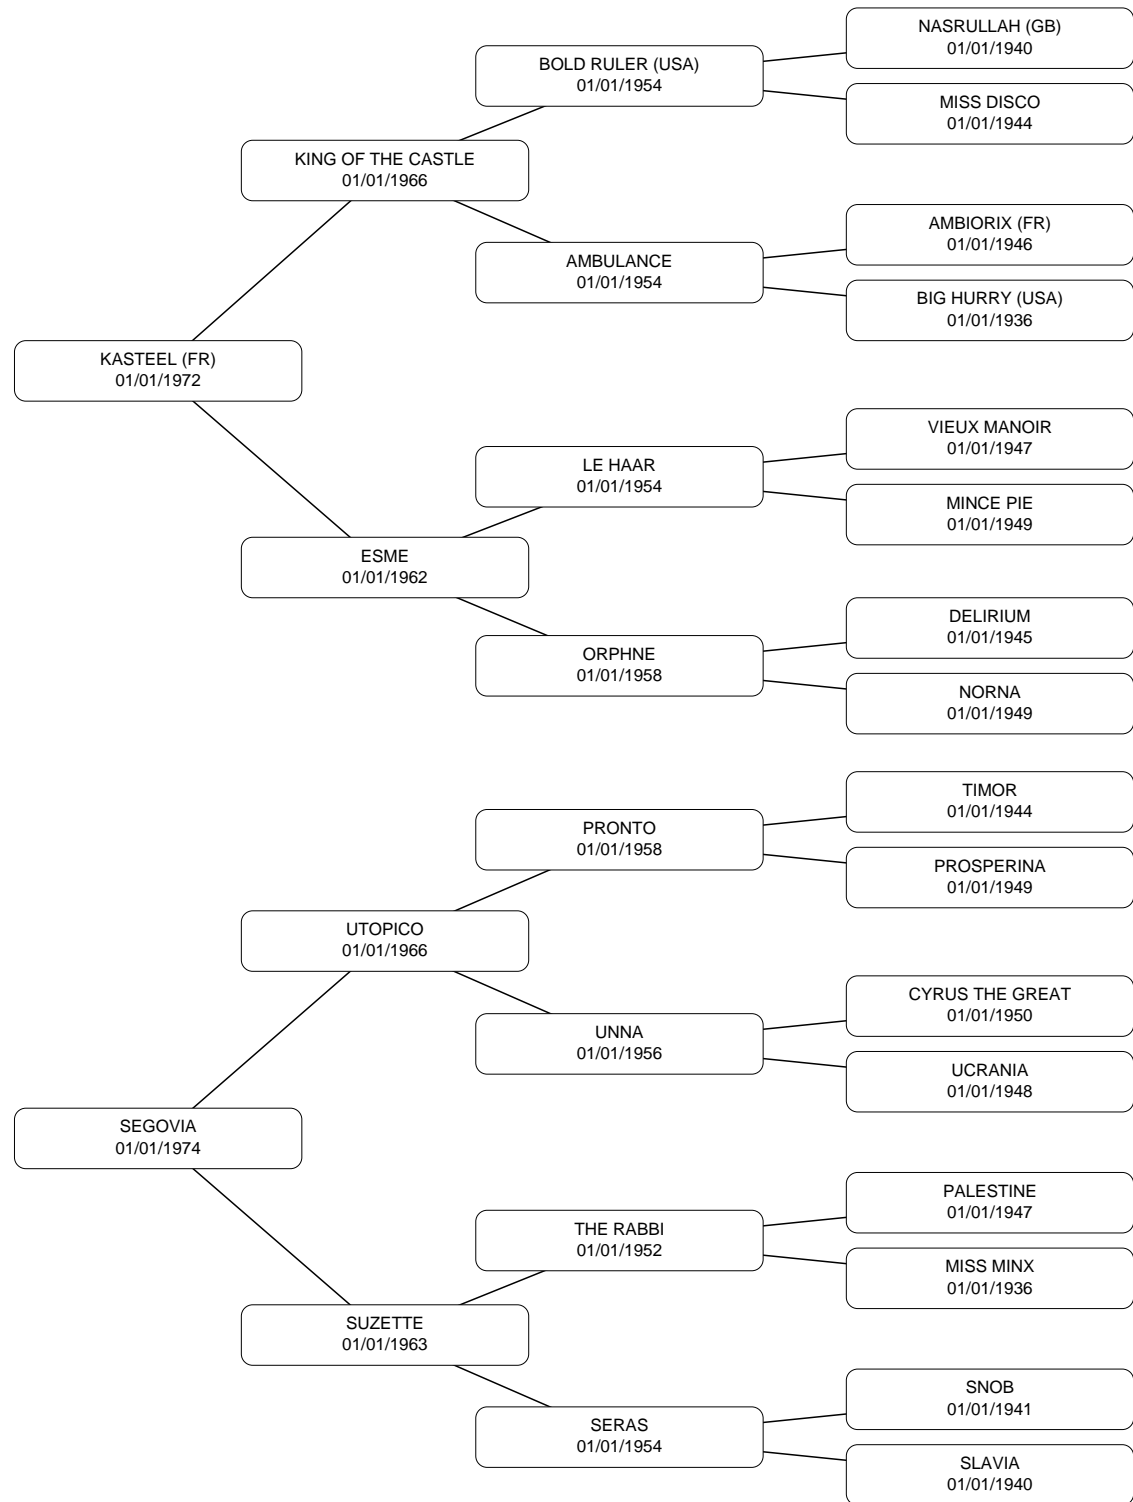 NASRULLAH (GB)
01/01/1940
BOLD RULER (USA)
01/01/1954
MISS DISCO
01/01/1944
KING OF THE CASTLE
01/01/1966
AMBIORIX (FR)
01/01/1946
AMBULANCE
01/01/1954
BIG HURRY (USA)
01/01/1936
KASTEEL (FR)
01/01/1972
VIEUX MANOIR
01/01/1947
LE HAAR
01/01/1954
MINCE PIE
01/01/1949
ESME
01/01/1962
DELIRIUM
01/01/1945
ORPHNE
01/01/1958
NORNA
01/01/1949
TIMOR
01/01/1944
PRONTO
01/01/1958
PROSPERINA
01/01/1949
UTOPICO
01/01/1966
CYRUS THE GREAT
01/01/1950
UNNA
01/01/1956
UCRANIA
01/01/1948
SEGOVIA
01/01/1974
PALESTINE
01/01/1947
THE RABBI
01/01/1952
MISS MINX
01/01/1936
SUZETTE
01/01/1963
SNOB
01/01/1941
SERAS
01/01/1954
SLAVIA
01/01/1940